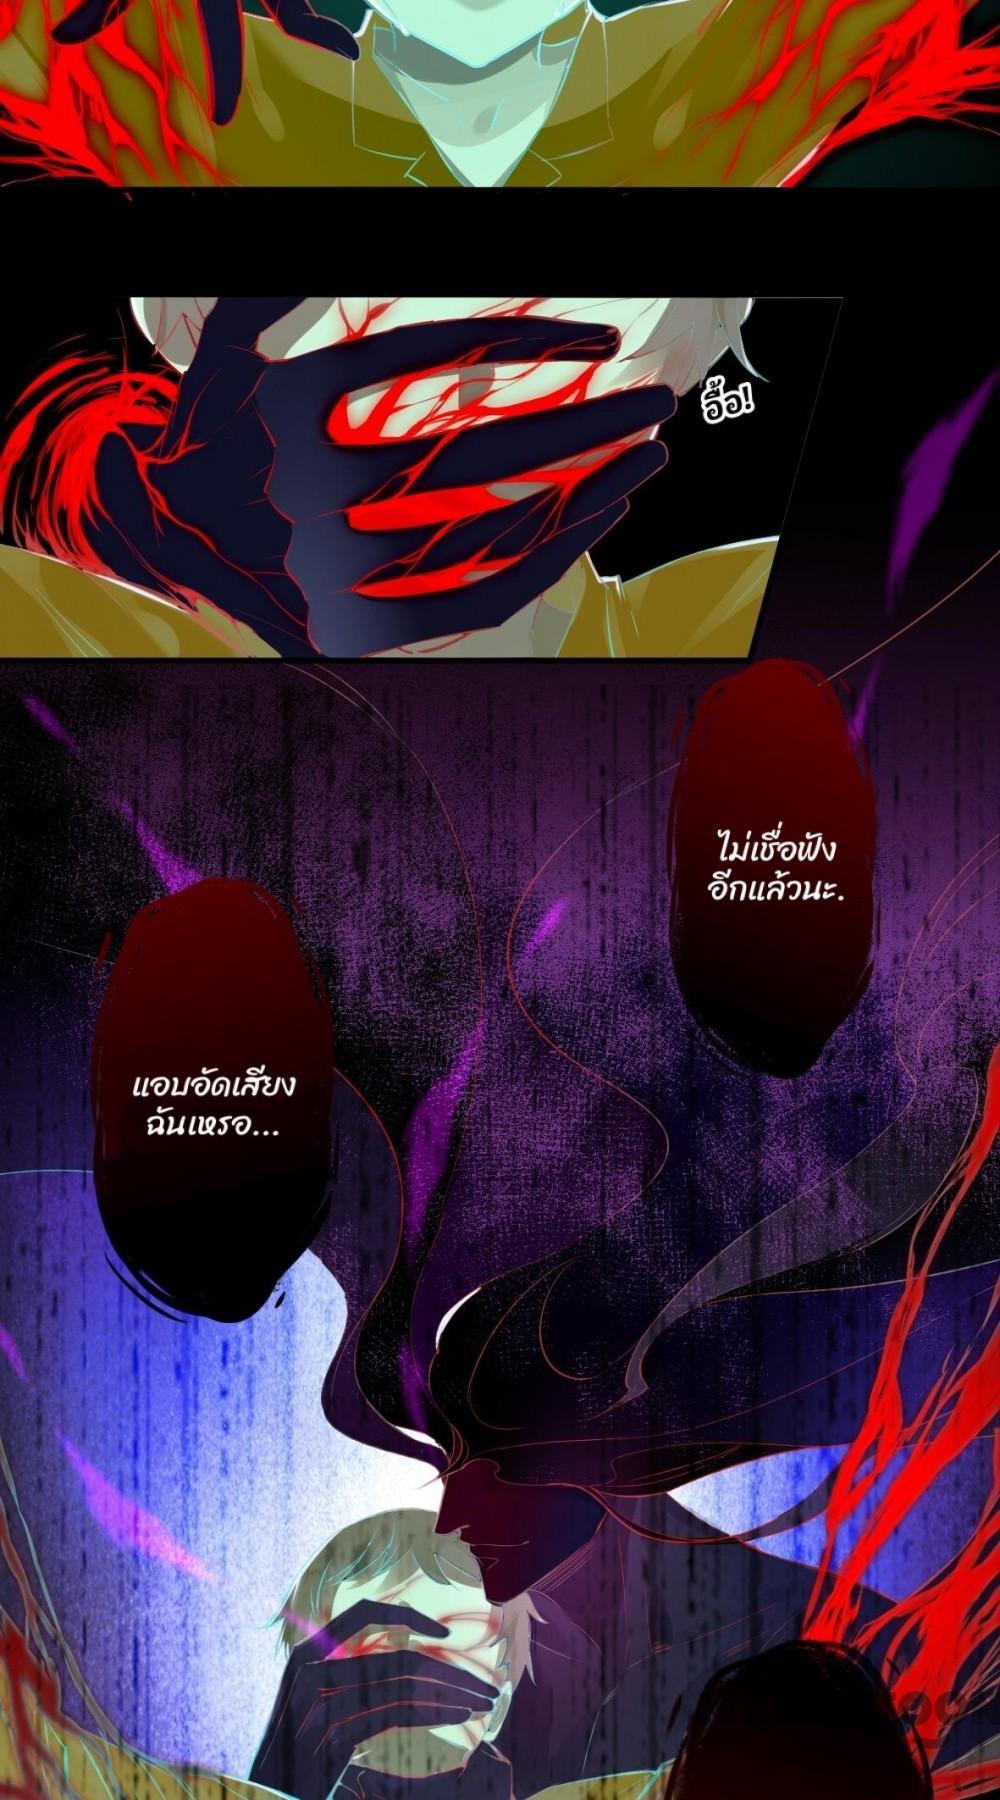 อื้อ!
ไม่เชื่อฟัง
อีกแล้วนะ.
แอบอัดเสียง
ฉันเหรอ...